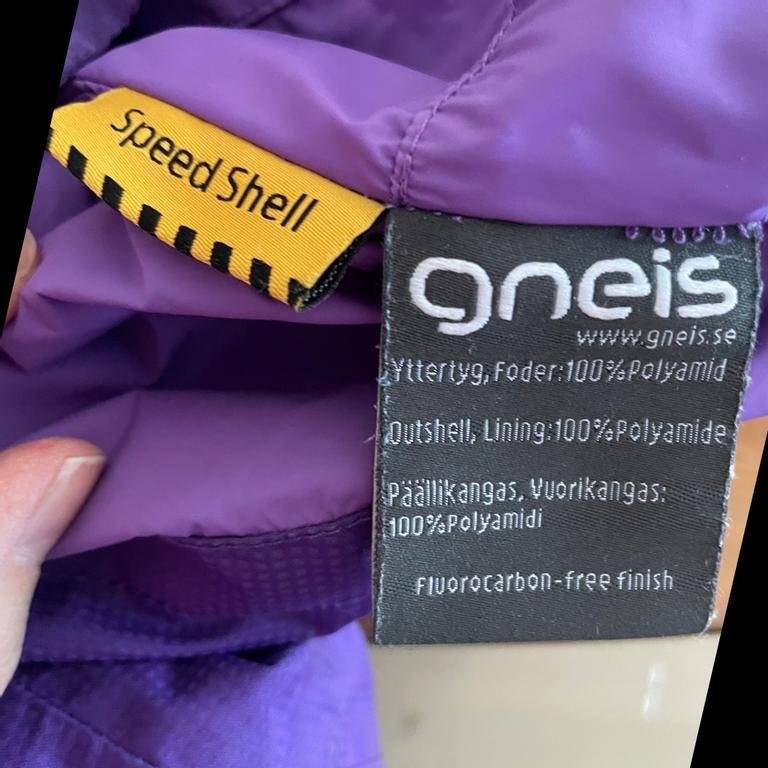 Speed Shell
gneis
www.gneis.se
Yttertyg, Foder:100%Polyamid
Outshell, Lining:100%Polyamide
Päällikangas, Vuorikangas:
100%Polyamidi
Fluorocarbon-free finish